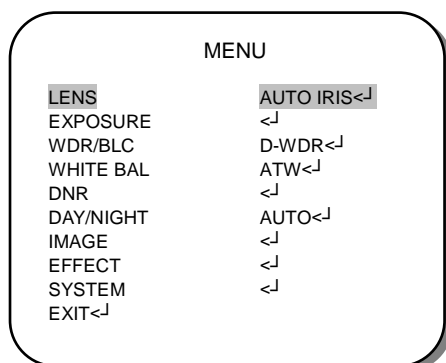 MENU
LENS AUTO IRIS<┘
EXPOSURE <┘
WDR/BLC D-WDR<┘
WHITE BAL ATW<┘
DNR <┘
DAY/NIGHT AUTO<┘
IMAGE <┘
EFFECT <┘
SYSTEM <┘
EXIT<┘